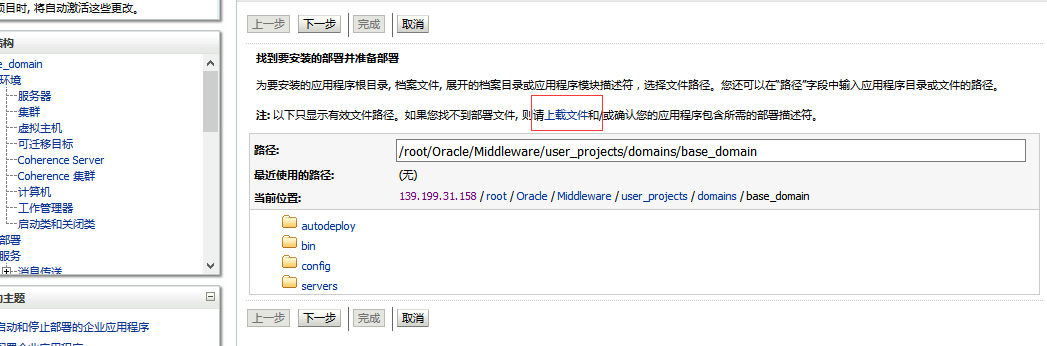 项目时, 将自动激活这些更改。
结构
e_domain
环境
服务器
集群
虚拟主机
可迁移目标
Coherence Server
Coherence 集群
计算机
工作管理器
启动类和关闭类
部署
服务
消息传送
主题
启动和停止部署的企业应用程序
上一步 下一步 完成 取消
找到要安装的部署并准备部署
为要安装的应用程序根目录, 档案文件, 展开的档案目录或应用程序模块描述符，选择文件路径。您还可以在“路径”字段中输入应用程序目录或文件的路径。
注: 以下只显示有效文件路径。如果您找不到部署文件, 则请上载文件和/或确认您的应用程序包含所需的部署描述符。
路径: /root/Oracle/Middleware/user_projects/domains/base_domain
最近使用的路径: (无)
当前位置: 139.199.31.158 / root / Oracle / Middleware / user_projects / domains / base_domain
autodeploy
bin
config
servers
上一步 下一步 完成 取消